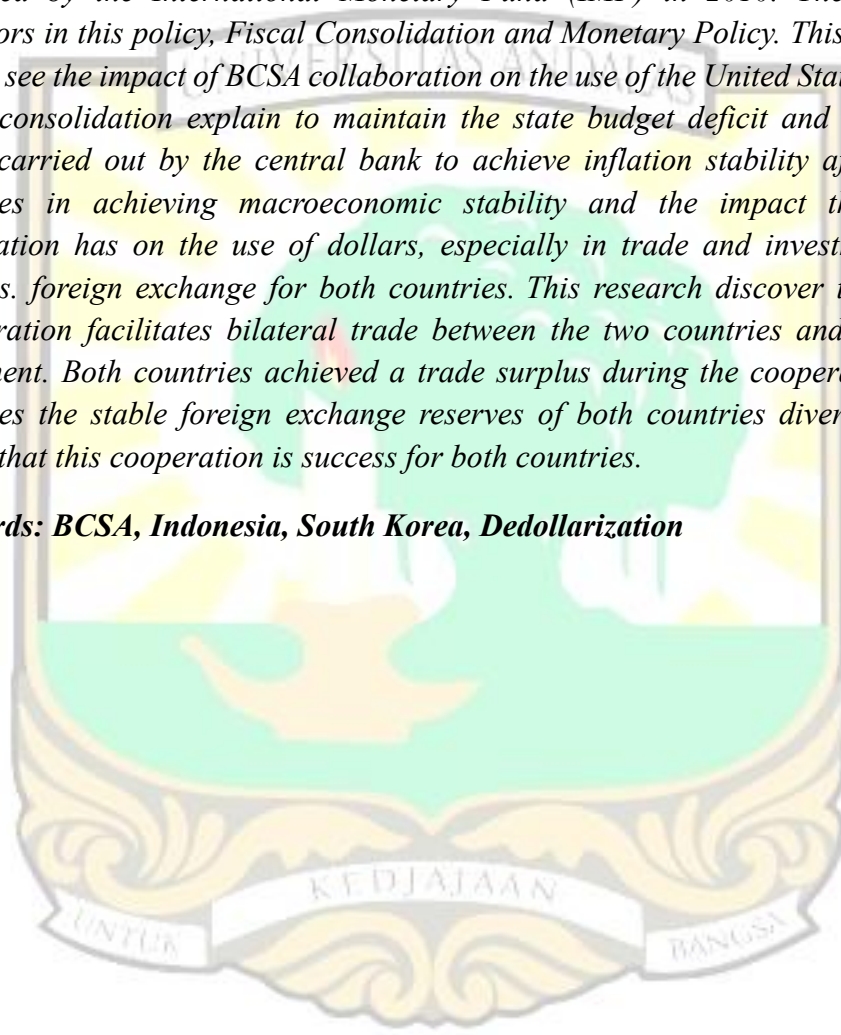 by the International Monetary Fund (IMF) in 2010. The
ors in this policy, Fiscal Consolidation and Monetary Policy. This
see the impact of BCSA collaboration on the use of the United State
consolidation explain to maintain the state budget deficit and
carried out by the central bank to achieve inflation stability
es in achieving macroeconomic stability and the impact th
ation has on the use of dollars, especially in trade and
s. foreign exchange for both countries. This research discover
ration facilitates bilateral trade between the two countries and
ent. Both countries achieved a trade surplus during the cooper
es the stable foreign exchange reserves of both countries diver
that this cooperation is success for both countries.
rds: BCSA, Indonesia, South Korea, Dedollarization
UNIVERSITAS ANDALAS
KEDJAJAAN
UNTUK
BANGSA